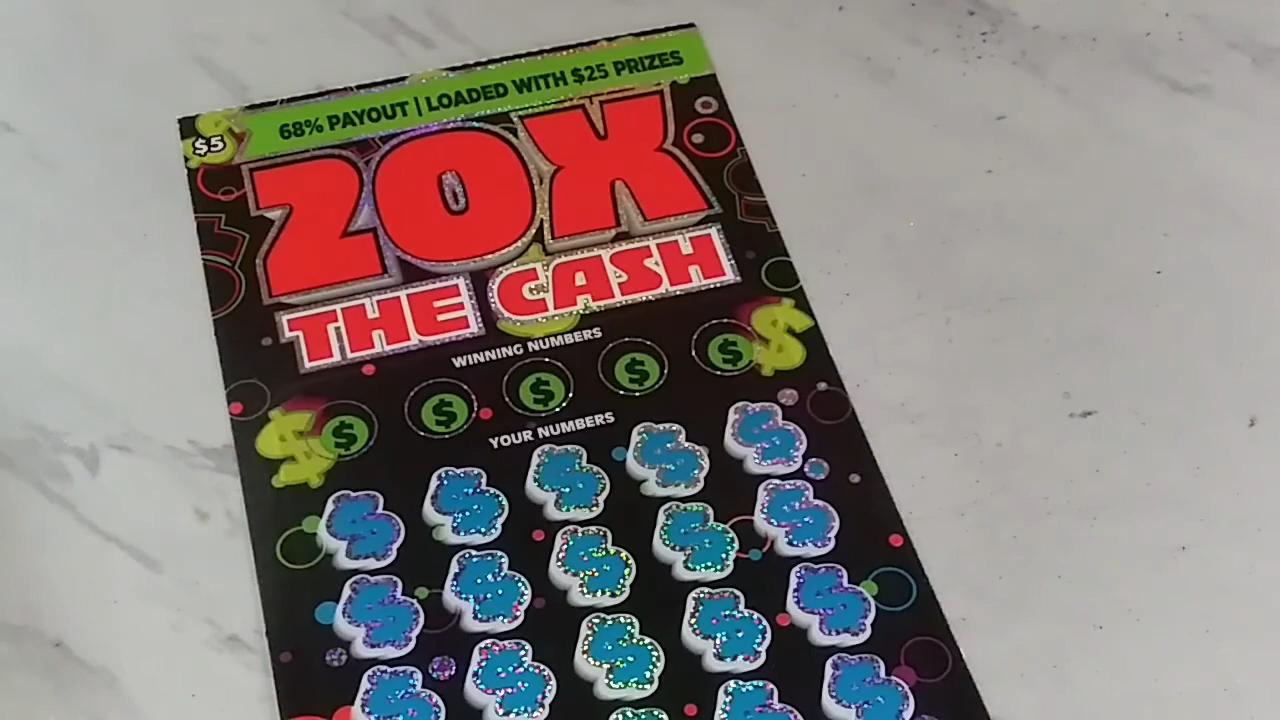 68% PAYOUT | LOADED WITH $25 PRIZES
$5
20X
THE CASH
WINNING NUMBERS
$ $ $ $ $
YOUR NUMBERS
$ $ $ $ $
$ $ $ $ $
$ $ $ $ $
$ $